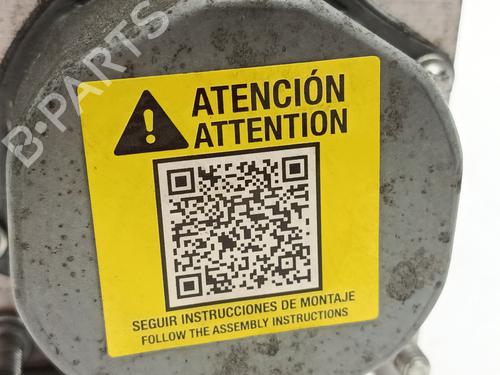 B-PARTS
ATENCIÓN
ATTENTION
SEGUIR INSTRUCCIONES DE MONTAJE
FOLLOW THE ASSEMBLY INSTRUCTIONS